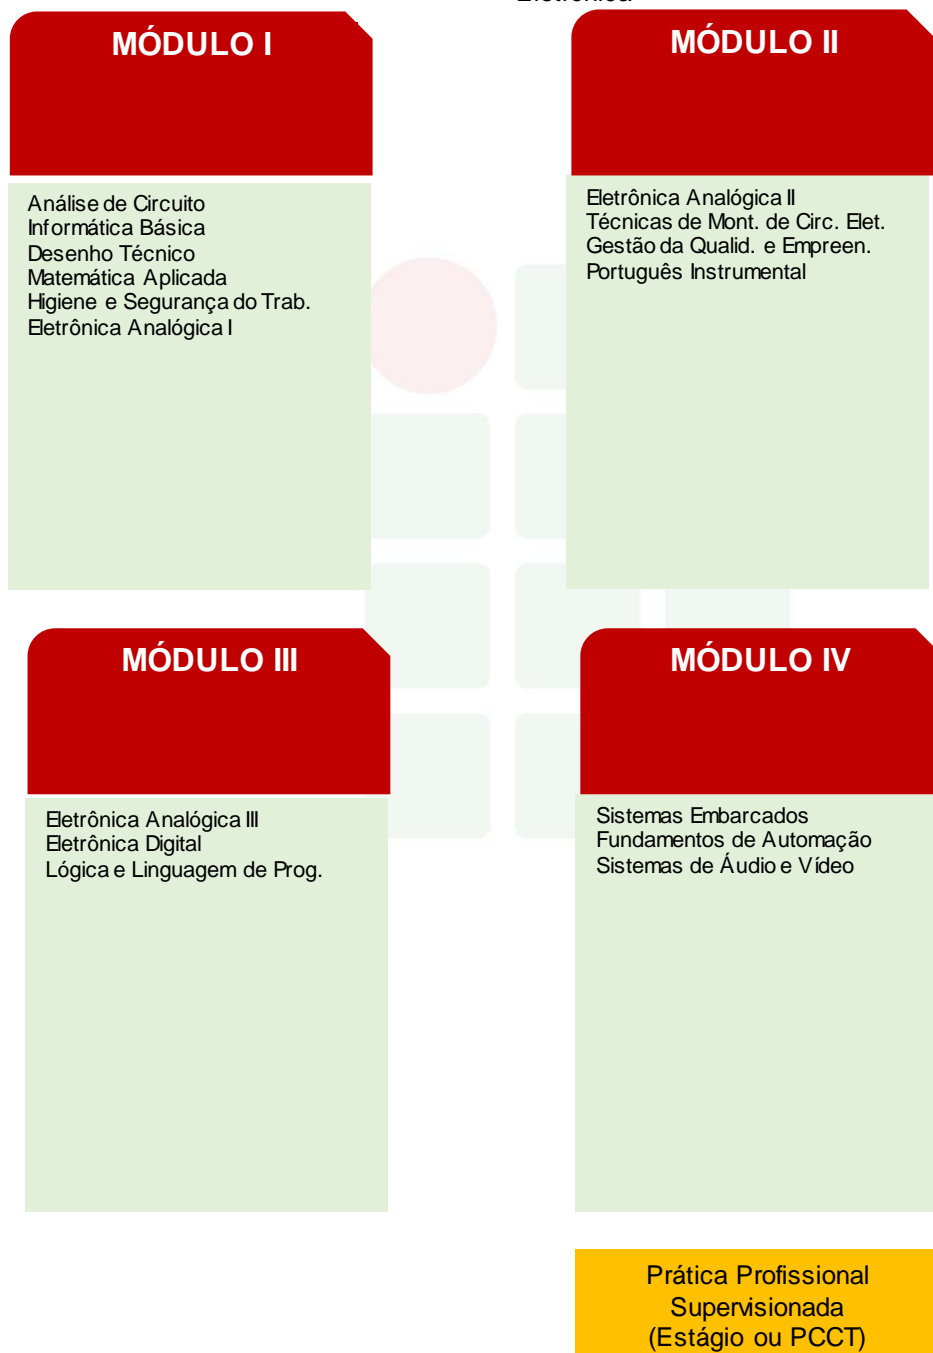 Eletrônica
MÓDULO I
Análise de Circuito
Informática Básica
Desenho Técnico
Matemática Aplicada
Higiene e Segurança do Trab.
Eletrônica Analógica I
MÓDULO II
Eletrônica Analógica II
Técnicas de Mont. de Circ. Elet.
Gestão da Qualid. e Empreen.
Português Instrumental
MÓDULO III
Eletrônica Analógica III
Eletrônica Digital
Lógica e Linguagem de Prog.
MÓDULO IV
Sistemas Embarcados
Fundamentos de Automação
Sistemas de Áudio e Vídeo
Prática Profissional
Supervisionada
(Estágio ou PCCT)